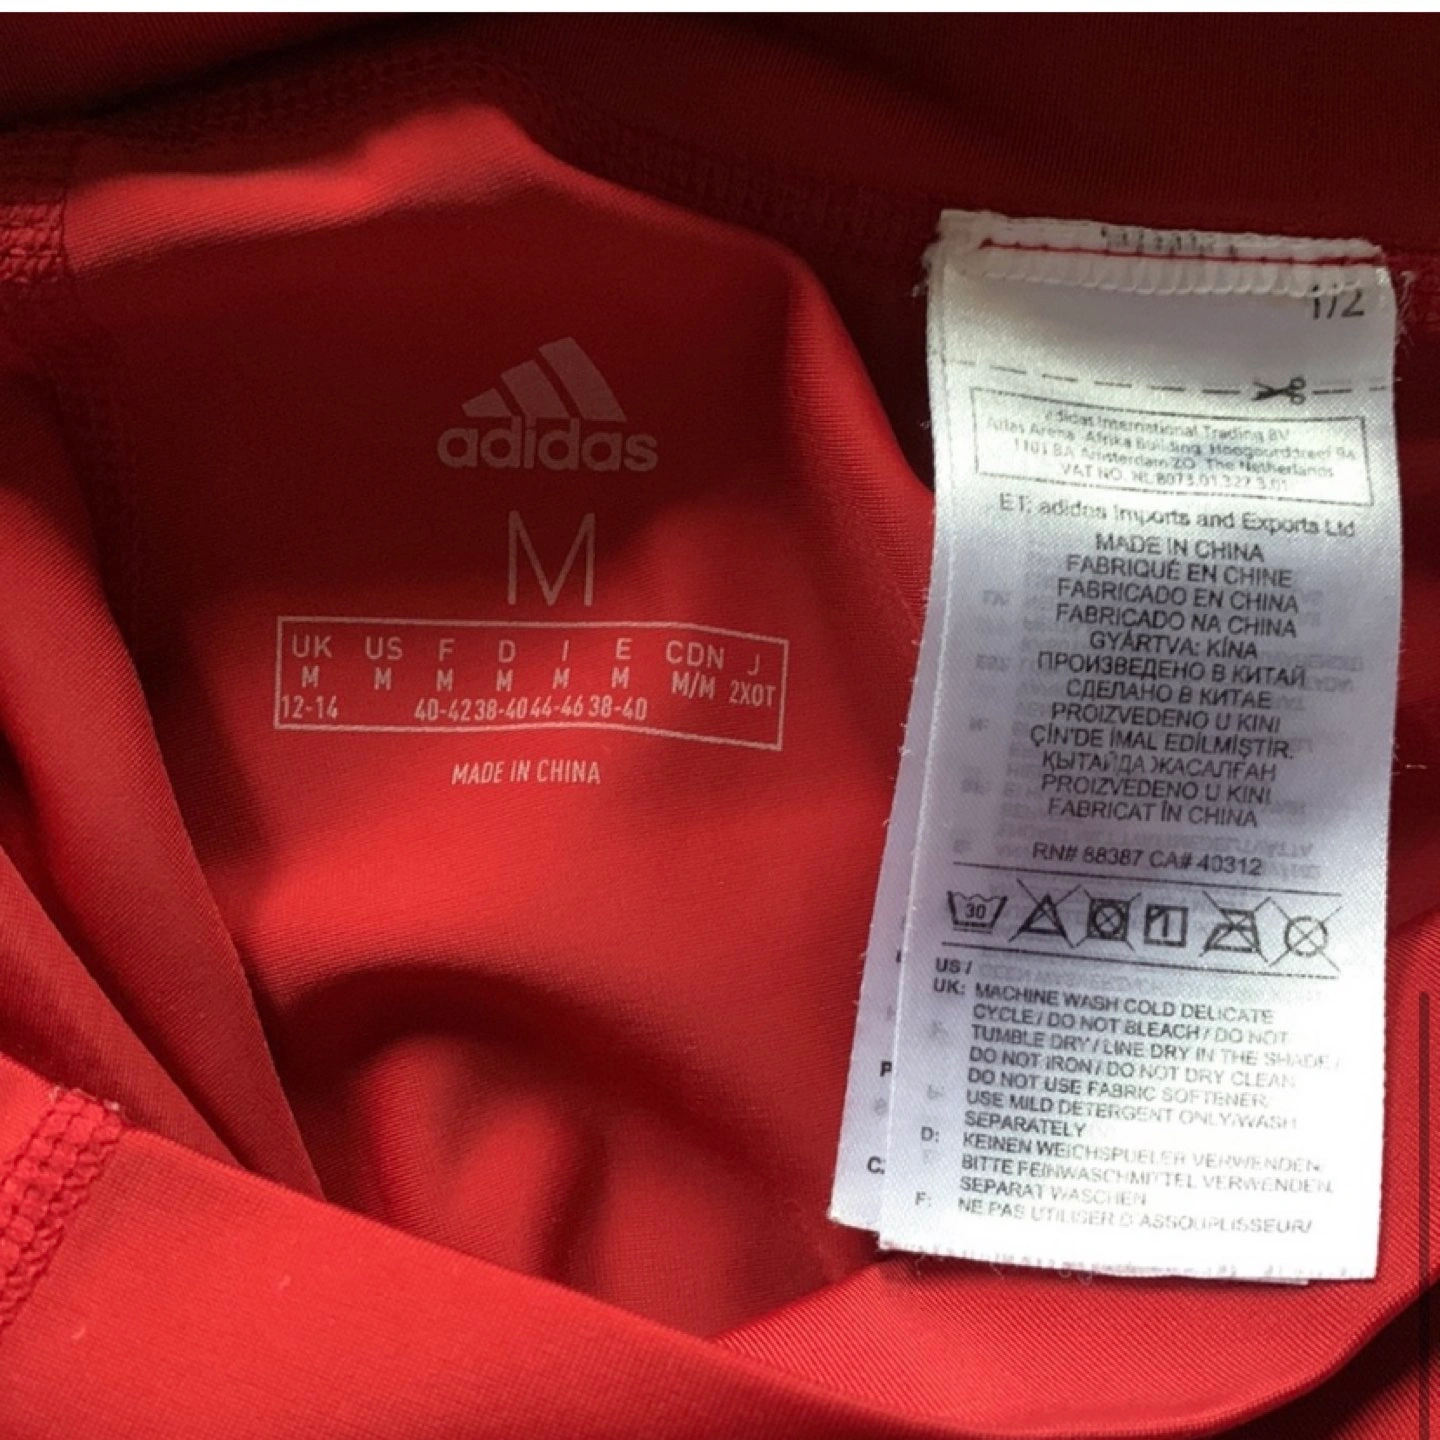 adidas
M
UK US F D I E CDN J
M M M M M M M/M 2XOT
12-14 40-42 38-40 44-46 38-40
MADE IN CHINA
1/2
adidas International Trading BV
Atlas Arena Afrika Building, Hoogoorddreef 9A
1101 BA Amsterdam ZO The Netherlands
VAT NO. NL 8073.01.327
ET: adidas Imports and Exports Ltd
MADE IN CHINA
FABRIQUÉ EN CHINE
FABRICADO EN CHINA
FABRICADO NA CHINA
GYÁRTVA: KÍNA
ПРОИЗВЕДЕНО В КИТАЙ
СДЕЛАНО В КИТАЕ
PROIZVEDENO U KINI
ÇİN'DE İMAL EDİLMİŞTİR.
ҚЫТАЙДА ЖАСАЛҒАН
PROIZVEDENO U KINI
FABRICAT ÎN CHINA
RN# 88387 CA# 40312
30 1
US /
UK: MACHINE WASH COLD DELICATE
CYCLE / DO NOT BLEACH / DO NOT
TUMBLE DRY / LINE DRY IN THE SHADE /
DO NOT IRON / DO NOT DRY CLEAN
DO NOT USE FABRIC SOFTENER/
USE MILD DETERGENT ONLY/WASH
SEPARATELY
D: KEINEN WEICHSPUELER VERWENDEN.
BITTE FEINWASCHMITTEL VERWENDEN.
SEPARAT WASCHEN
F: NE PAS UTILISER D'ASSOUPLISSEUR/